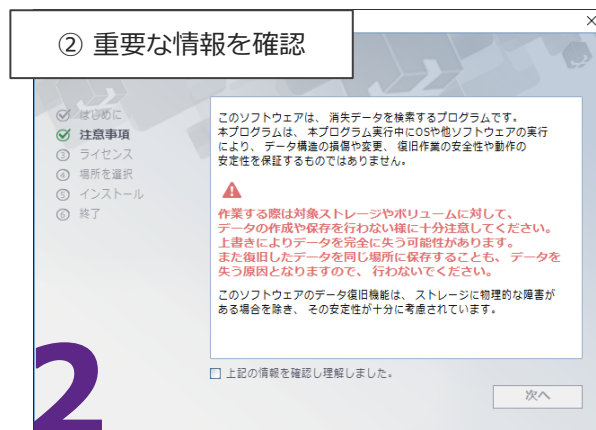 ② 重要な情報を確認
はじめに
注意事項
③ ライセンス
④ 場所を選択
⑤ インストール
⑥ 終了
このソフトウェアは、 消失データを検索するプログラムです。
本プログラムは、 本プログラム実行中にOSや他ソフトウェアの実行
により、 データ構造の損傷や変更、 復旧作業の安全性や動作の
安定性を保証するものではありません。
作業する際は対象ストレージやボリュームに対して、
データの作成や保存を行わない様に十分注意してください。
上書きによりデータを完全に失う可能性があります。
また復旧したデータを同じ場所に保存することも、 データを
失う原因となりますので、 行わないでください。
このソフトウェアのデータ復旧機能は、 ストレージに物理的な障害が
ある場合を除き、 その安定性が十分に考慮されています。
上記の情報を確認し理解しました。
次へ
2